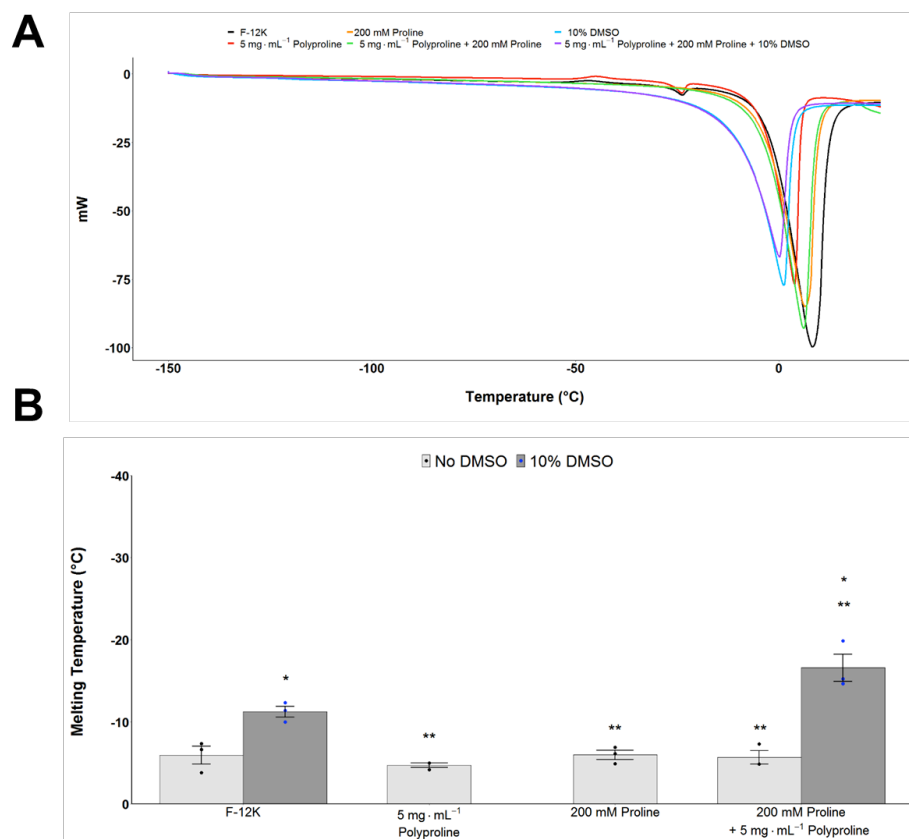 A
F-12K 200 mM Proline 10% DMSO
5 mg · mL⁻¹ Polyproline 5 mg · mL⁻¹ Polyproline + 200 mM Proline 5 mg · mL⁻¹ Polyproline + 200 mM Proline + 10% DMSO
0
-25
-50
-75
-100
mW
-150 -100 -50 0
Temperature (°C)
B
No DMSO 10% DMSO
-40
-30
-20
-10
0
Melting Temperature (°C)
*
**
*
** ** **
F-12K 5 mg · mL⁻¹ 200 mM Proline 200 mM Proline
Polyproline + 5 mg · mL⁻¹ Polyproline